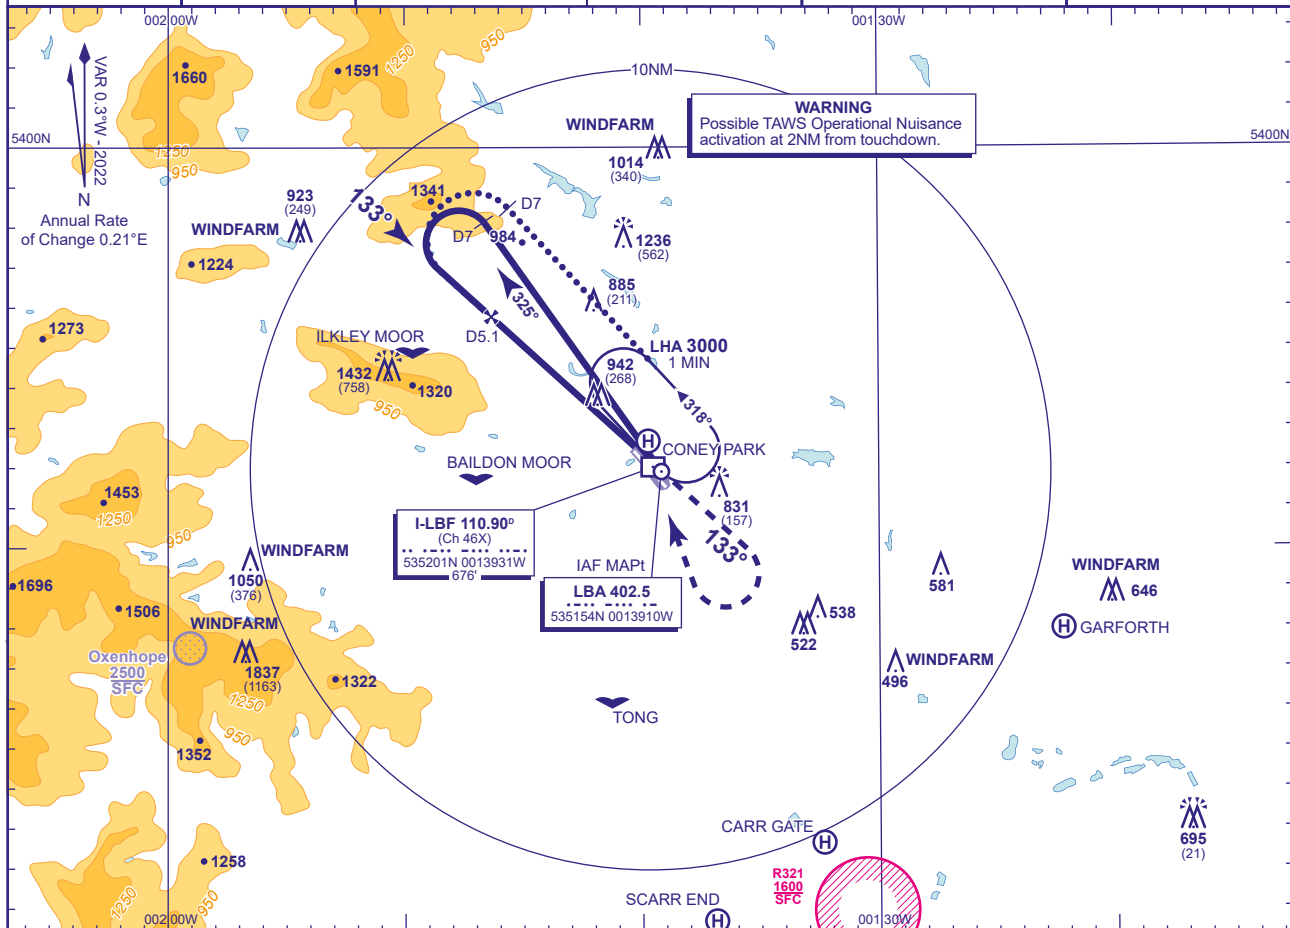 002 00W
001 30W
950
1250
1660
1591
10NM
VAR 0.3°W - 2022
N
Annual Rate
of Change 0.21°E
WARNING
Possible TAWS Operational Nuisance
activation at 2NM from touchdown.
WINDFARM
5400N
5400N
1250
950
1014
(340)
133°
1341
D7
923
(249)
WINDFARM
D7
984
1236
(562)
1224
885
(211)
325°
1273
ILKLEY MOOR
D5.1
LHA 3000
1 MIN
942
(268)
1432
(758)
1320
950
318°
CONEY PARK
H
BAILDON MOOR
1453
1250
950
831
(157)
I-LBF 110.90ᴰ
(Ch 46X)
535201N 0013931W
676'
133°
WINDFARM
1050
(376)
IAF MAPt
LBA 402.5
535154N 0013910W
581
WINDFARM
646
1696
1506
538
522
H
GARFORTH
WINDFARM
Oxenhope
2500
SFC
1837
(1163)
1322
WINDFARM
496
1250
950
1352
TONG
CARR GATE
H
695
(21)
1258
1250
950
R321
1600
SFC
SCARR END
H
002 00W
001 30W